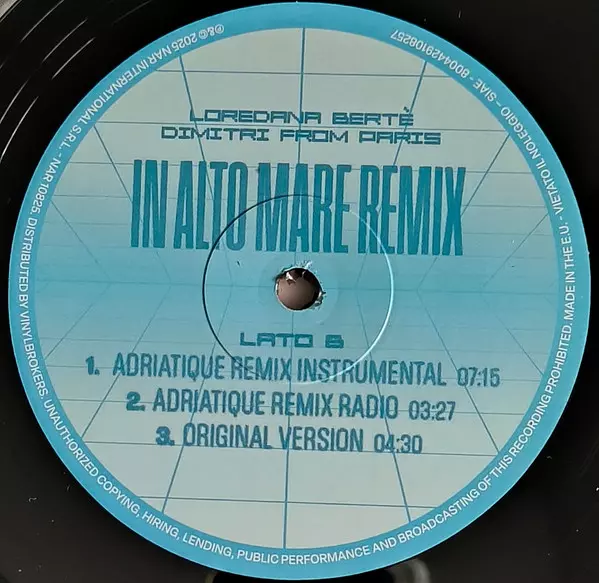 LOREDANA BERTÈ
DIMITRI FROM PARIS
IN ALTO MARE REMIX
LATO B
1. ADRIATIQUE REMIX INSTRUMENTAL 07:15
2. ADRIATIQUE REMIX RADIO 03:27
3. ORIGINAL VERSION 04:30
℗&© 2025 NAR INTERNATIONAL S.R.L. - NAR 10825. DISTRIBUTED BY VINYLBROKERS. UNAUTHORIZED COPYING, HIRING, LENDING, PUBLIC PERFORMANCE AND BROADCASTING OF THIS RECORDING PROHIBITED. MADE IN THE E.U. - VIETATO IL NOLEGGIO - SIAE - 8004429108257